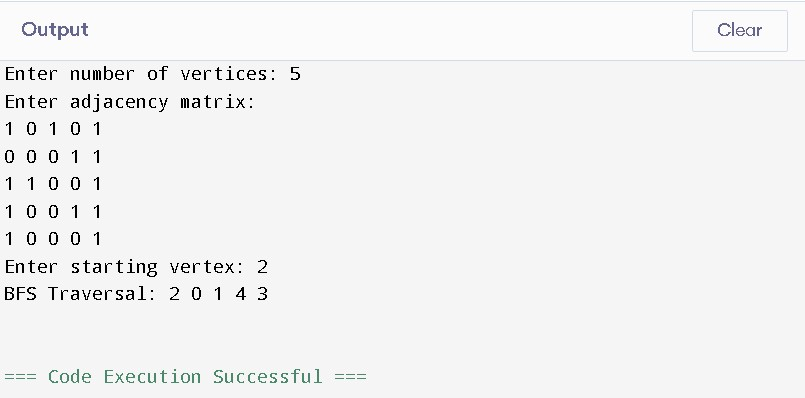 Output
Clear
Enter number of vertices: 5
Enter adjacency matrix:
1 0 1 0 1
0 0 0 1 1
1 1 0 0 1
1 0 0 1 1
1 0 0 0 1
Enter starting vertex: 2
BFS Traversal: 2 0 1 4 3
=== Code Execution Successful ===